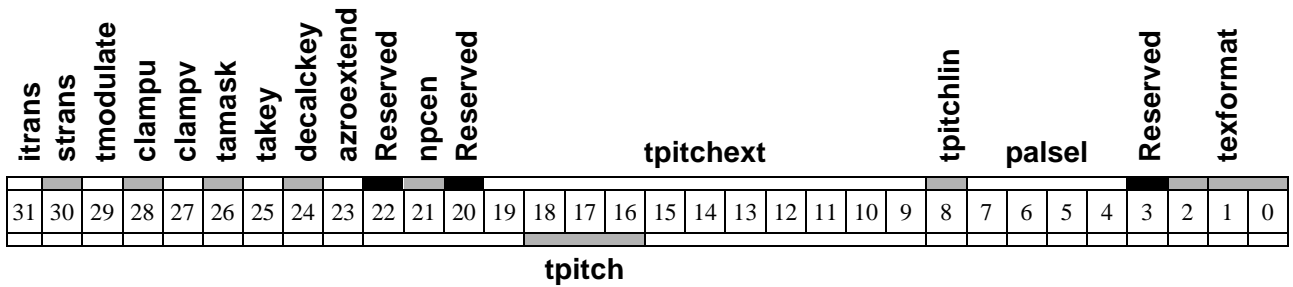 itrans
strans
tmodulate
clampu
clampv
tamask
takey
decalckey
azroextend
Reserved
npcen
Reserved
tpitchext
tpitchlin
palsel
Reserved
texformat
31 30 29 28 27 26 25 24 23 22 21 20 19 18 17 16 15 14 13 12 11 10 9 8 7 6 5 4 3 2 1 0
tpitch